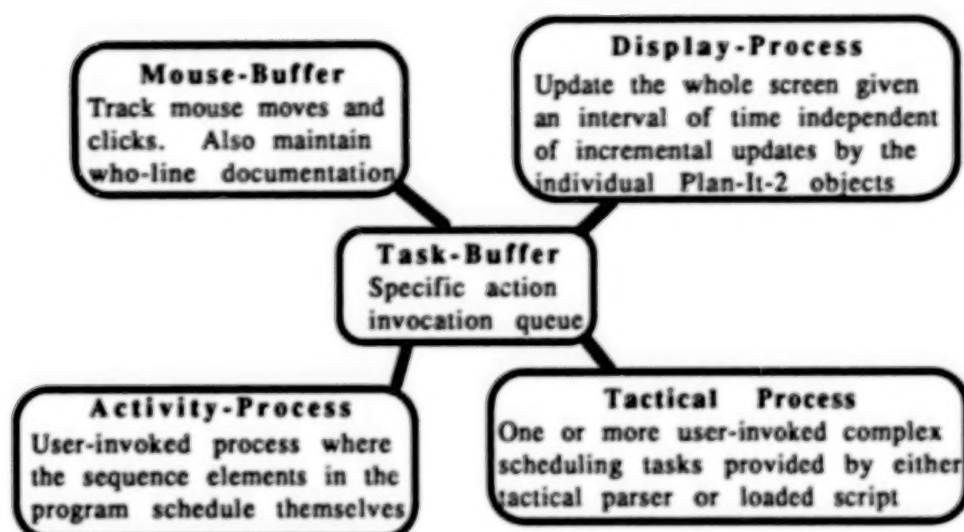 Mouse-Buffer
Track mouse moves and
clicks. Also maintain
who-line documentation
Display-Process
Update the whole screen given
an interval of time independent
of incremental updates by the
individual Plan-It-2 objects
Task-Buffer
Specific action
invocation queue
Activity-Process
User-invoked process where
the sequence elements in the
program schedule themselves
Tactical Process
One or more user-invoked complex
scheduling tasks provided by either
tactical parser or loaded script